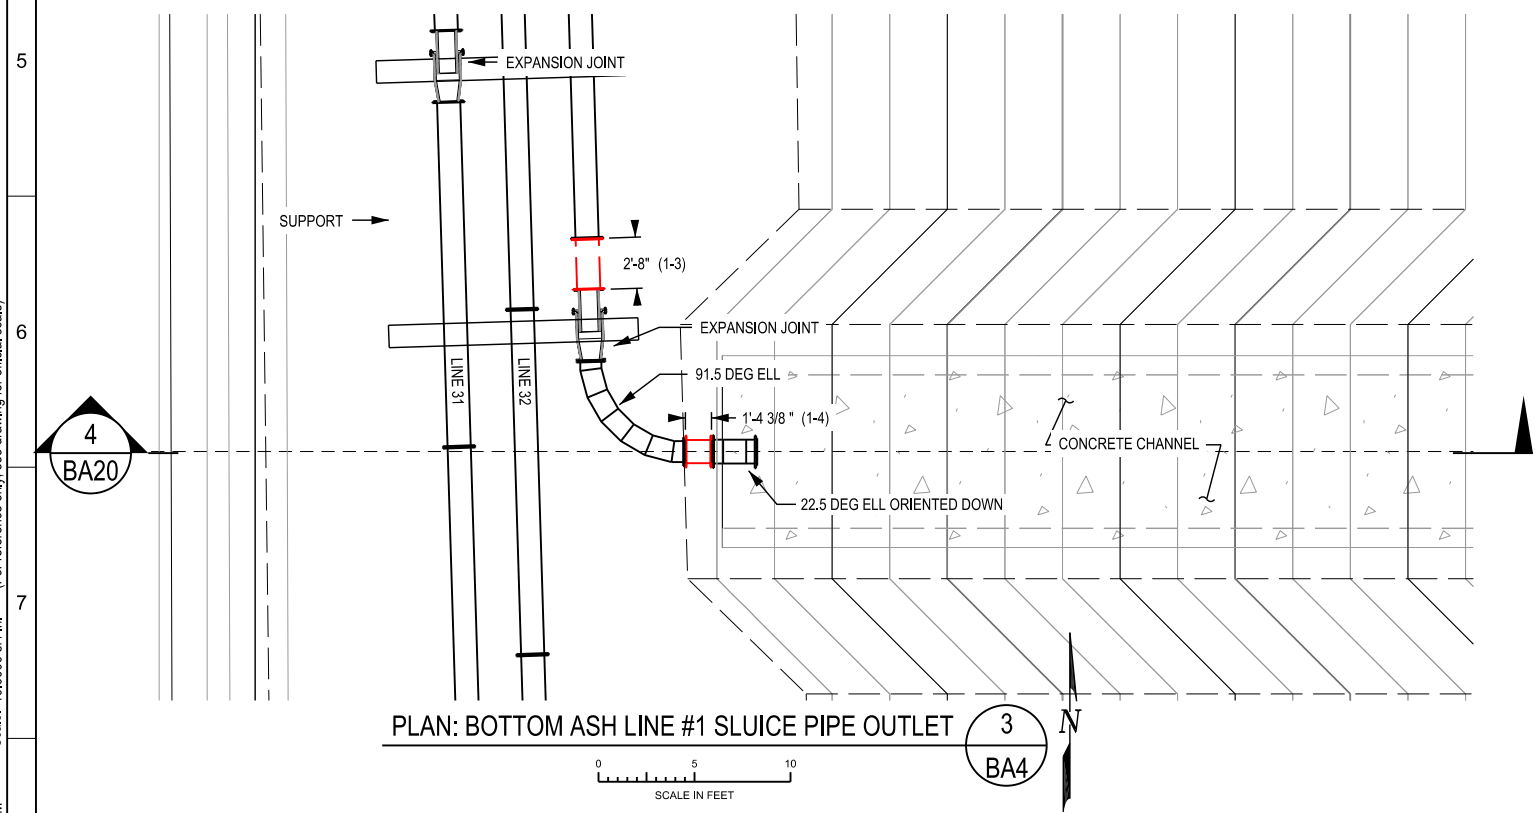 5
EXPANSION JOINT
SUPPORT
2'-8" (1-3)
6
EXPANSION JOINT
LINE 31
LINE 32
91.5 DEG ELL
1'-4 3/8 " (1-4)
4
BA20
CONCRETE CHANNEL
22.5 DEG ELL ORIENTED DOWN
7
PLAN: BOTTOM ASH LINE #1 SLUICE PIPE OUTLET
3
BA4
N
0 5 10
SCALE IN FEET